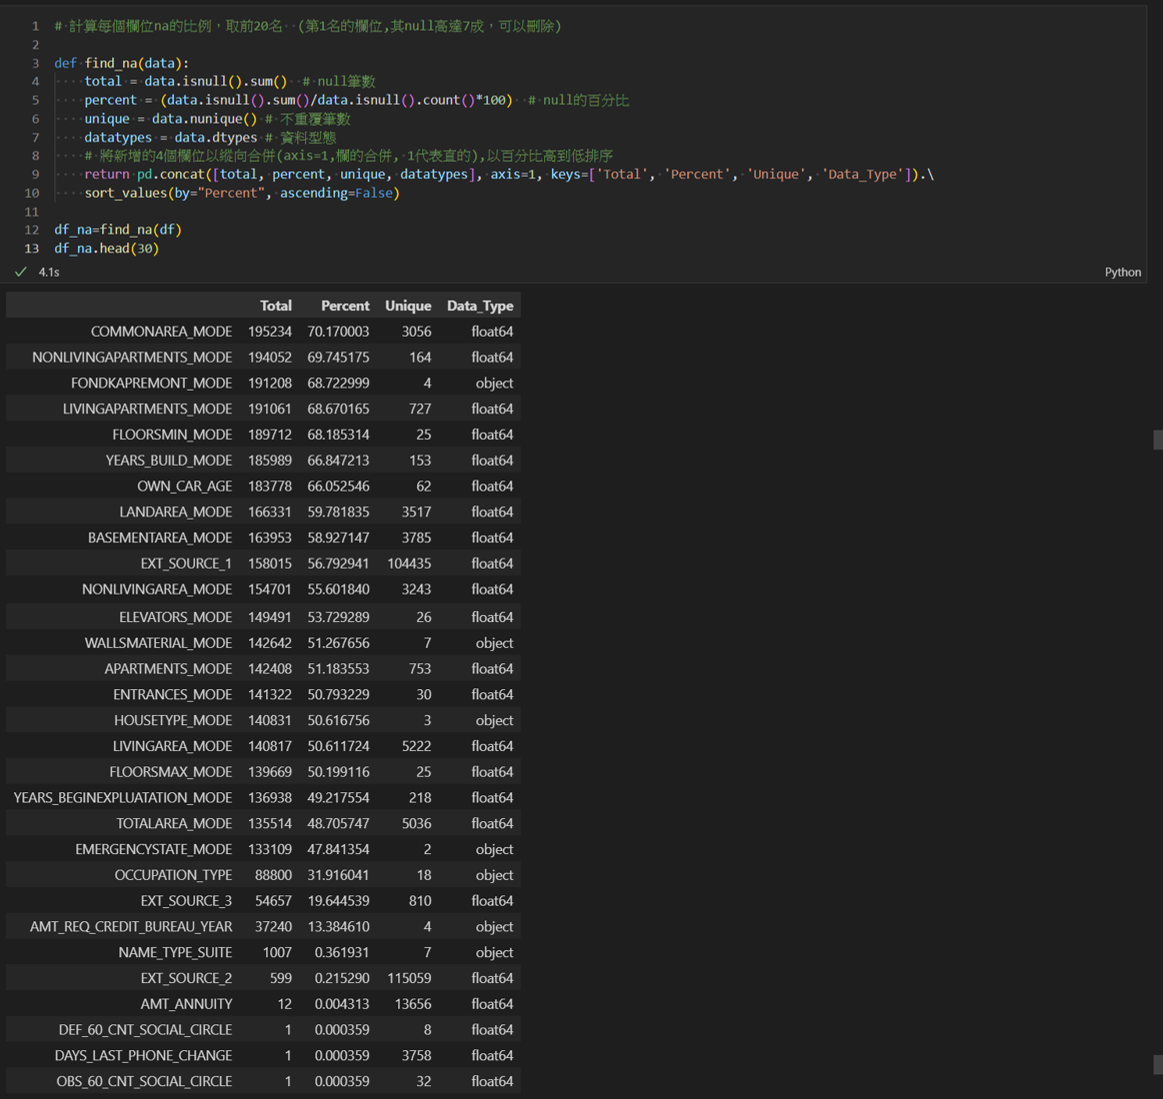 1 # 計算每個欄位na的比例，取前20名 (第1名的欄位,其null高達7成，可以刪除)
2
3 def find_na(data):
4 total = data.isnull().sum() # null筆數
5 percent = (data.isnull().sum()/data.isnull().count()*100) # null的百分比
6 unique = data.nunique() # 不重覆筆數
7 datatypes = data.dtypes # 資料型態
8 # 將新增的4個欄位以縱向合併(axis=1,欄的合併, 1代表直的),以百分比高到低排序
9 return pd.concat([total, percent, unique, datatypes], axis=1, keys=['Total', 'Percent', 'Unique', 'Data_Type']).\
10 sort_values(by="Percent", ascending=False)
11
12 df_na=find_na(df)
13 df_na.head(30)
4.1s Python
Total Percent Unique Data_Type
COMMONAREA_MODE 195234 70.170003 3056 float64
NONLIVINGAPARTMENTS_MODE 194052 69.745175 164 float64
FONDKAPREMONT_MODE 191208 68.722999 4 object
LIVINGAPARTMENTS_MODE 191061 68.670165 727 float64
FLOORSMIN_MODE 189712 68.185314 25 float64
YEARS_BUILD_MODE 185989 66.847213 153 float64
OWN_CAR_AGE 183778 66.052546 62 float64
LANDAREA_MODE 166331 59.781835 3517 float64
BASEMENTAREA_MODE 163953 58.927147 3785 float64
EXT_SOURCE_1 158015 56.792941 104435 float64
NONLIVINGAREA_MODE 154701 55.601840 3243 float64
ELEVATORS_MODE 149491 53.729289 26 float64
WALLSMATERIAL_MODE 142642 51.267656 7 object
APARTMENTS_MODE 142408 51.183553 753 float64
ENTRANCES_MODE 141322 50.793229 30 float64
HOUSETYPE_MODE 140831 50.616756 3 object
LIVINGAREA_MODE 140817 50.611724 5222 float64
FLOORSMAX_MODE 139669 50.199116 25 float64
YEARS_BEGINEXPLUATATION_MODE 136938 49.217554 218 float64
TOTALAREA_MODE 135514 48.705747 5036 float64
EMERGENCYSTATE_MODE 133109 47.841354 2 object
OCCUPATION_TYPE 88800 31.916041 18 object
EXT_SOURCE_3 54657 19.644539 810 float64
AMT_REQ_CREDIT_BUREAU_YEAR 37240 13.384610 4 object
NAME_TYPE_SUITE 1007 0.361931 7 object
EXT_SOURCE_2 599 0.215290 115059 float64
AMT_ANNUITY 12 0.004313 13656 float64
DEF_60_CNT_SOCIAL_CIRCLE 1 0.000359 8 float64
DAYS_LAST_PHONE_CHANGE 1 0.000359 3758 float64
OBS_60_CNT_SOCIAL_CIRCLE 1 0.000359 32 float64